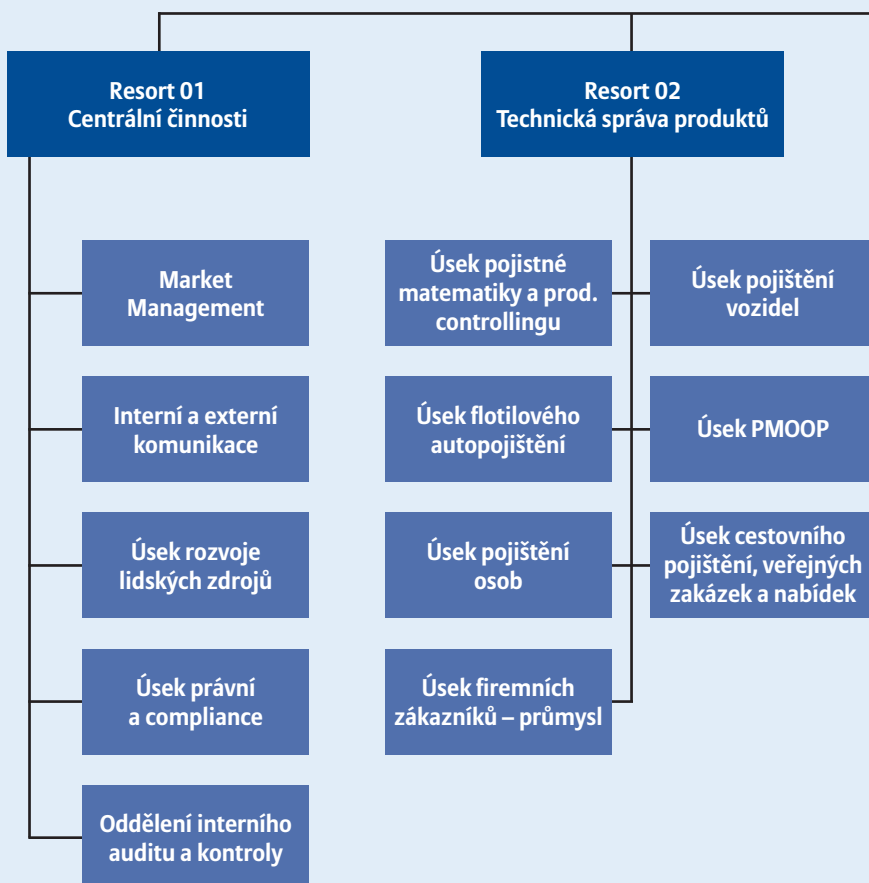 Resort 01
Centrální činnosti
Market
Management
Interní a externí
komunikace
Úsek rozvoje
lidských zdrojů
Úsek právní
a compliance
Oddělení interního
auditu a kontroly
Resort 02
Technická správa produktů
Úsek pojistné
matematiky a prod.
controllingu
Úsek pojištění
vozidel
Úsek flotilového
autopojištění
Úsek PMOOP
Úsek pojištění
osob
Úsek cestovního
pojištění, veřejných
zakázek a nabídek
Úsek firemních
zákazníků – průmysl